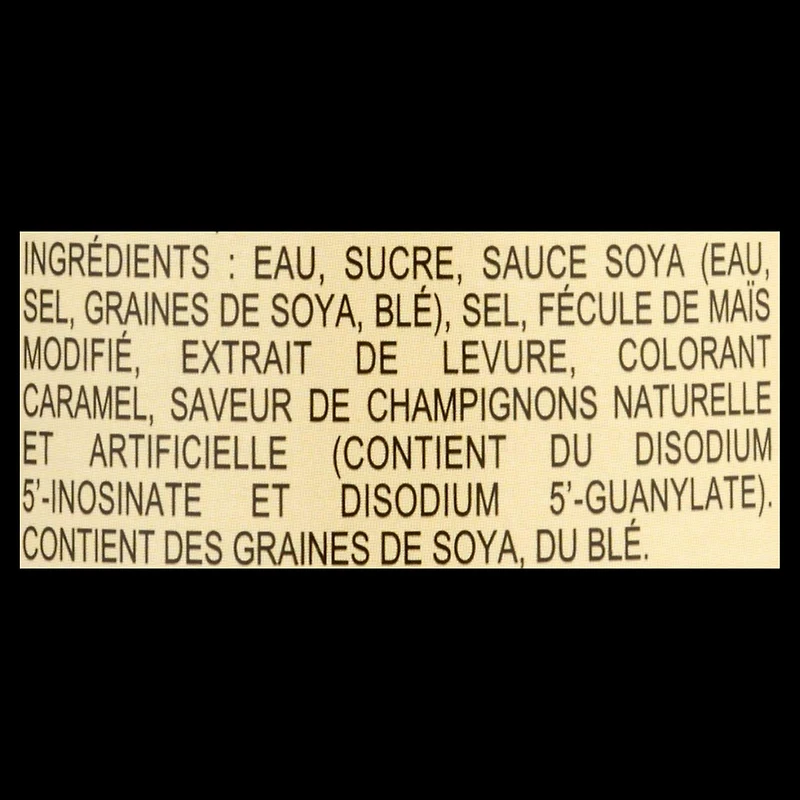 INGRÉDIENTS : EAU, SUCRE, SAUCE SOYA (EAU,
SEL, GRAINES DE SOYA, BLÉ), SEL, FÉCULE DE MAÏS
MODIFIÉ, EXTRAIT DE LEVURE, COLORANT
CARAMEL, SAVEUR DE CHAMPIGNONS NATURELLE
ET ARTIFICIELLE (CONTIENT DU DISODIUM
5'-INOSINATE ET DISODIUM 5'-GUANYLATE).
CONTIENT DES GRAINES DE SOYA, DU BLÉ.